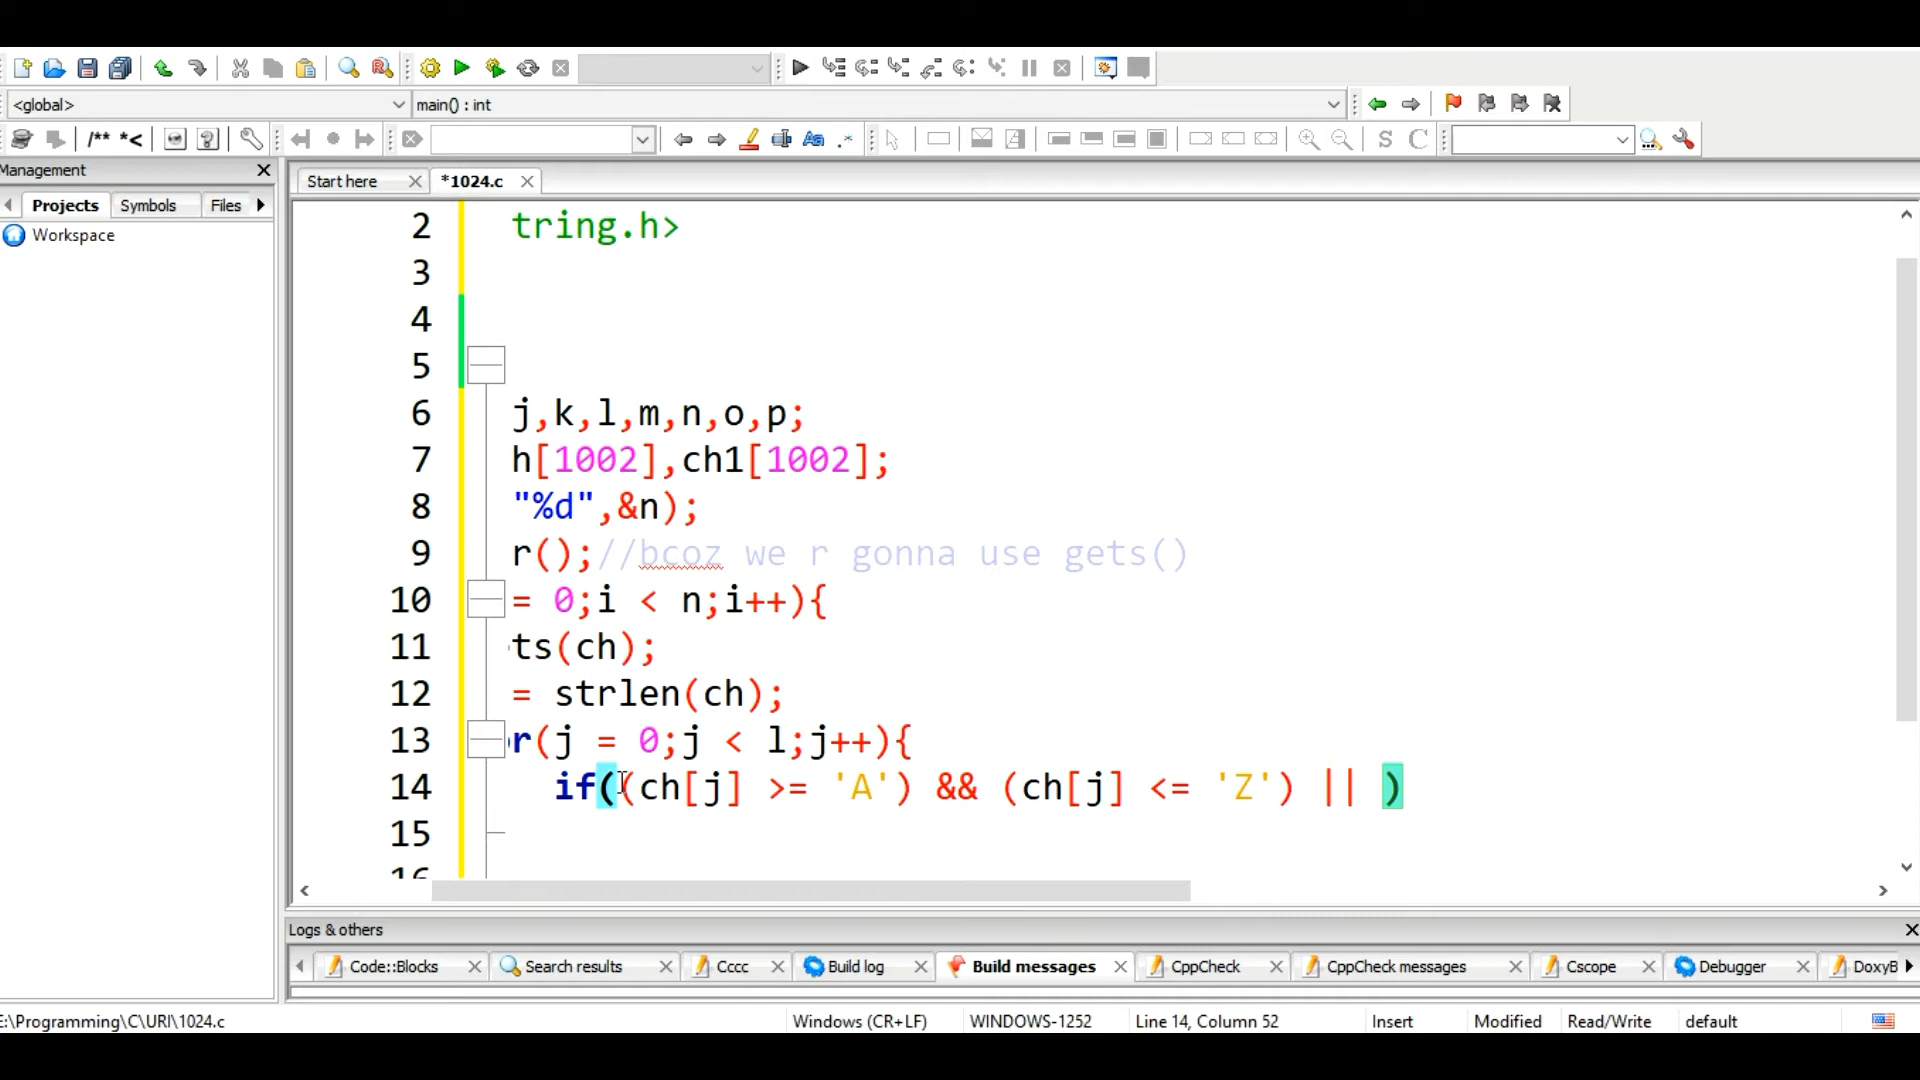 <global>
main() : int
/** *<
Aa .*
S C
Management
Start here
*1024.c
Projects Symbols Files
Workspace
2 tring.h>
3
4
5
6 j,k,l,m,n,o,p;
7 h[1002],ch1[1002];
8 "%d",&n);
9 r();//bcoz we r gonna use gets()
10 = 0;i < n;i++){
11 ts(ch);
12 = strlen(ch);
13 r(j = 0;j < l;j++){
14 if((ch[j] >= 'A') && (ch[j] <= 'Z') || )
15
16
Logs & others
Code::Blocks Search results Cccc Build log Build messages CppCheck CppCheck messages Cscope Debugger DoxyB
E:\Programming\C\URI\1024.c Windows (CR+LF) WINDOWS-1252 Line 14, Column 52 Insert Modified Read/Write default